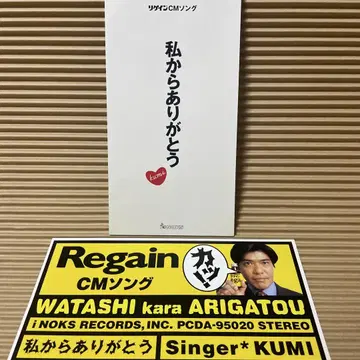 リゲインCMソング
私からありがとう
kumi
Regain
カッ!
CMソング
WATASHI kara ARIGATOU
iNOKS RECORDS, INC. PCDA-95020 STEREO
私からありがとう
Singer* KUMI